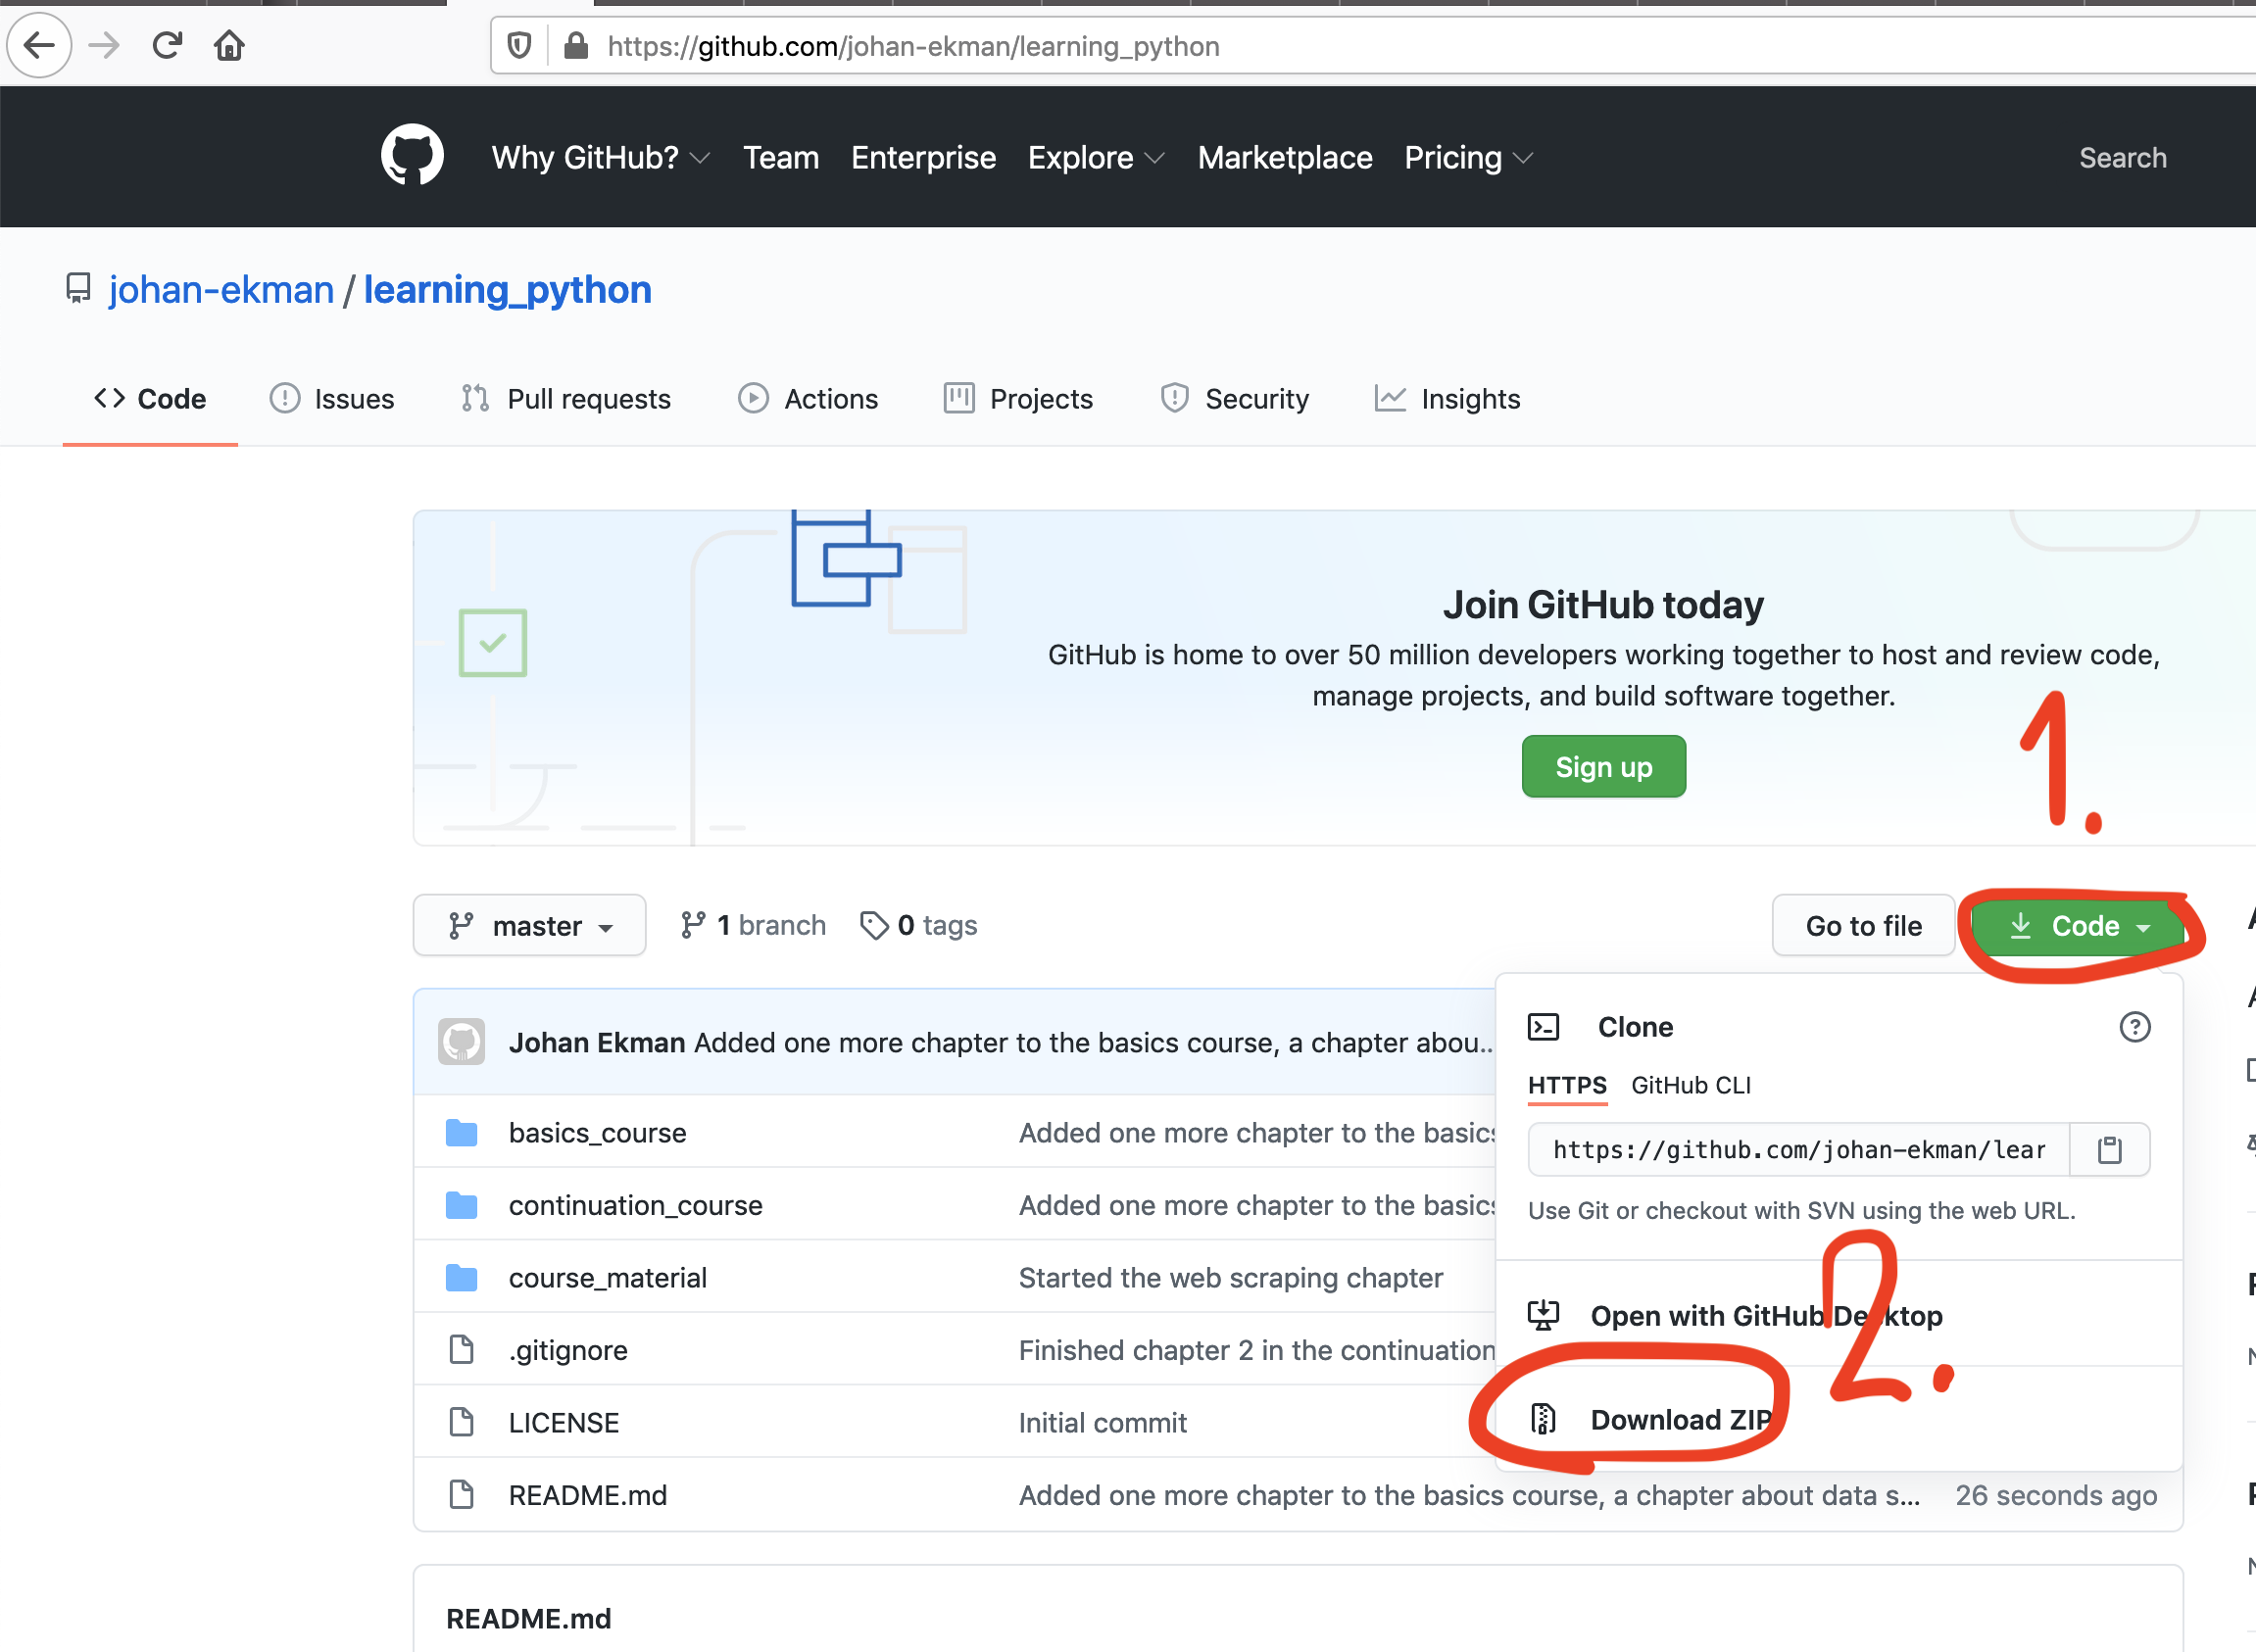 https://github.com/johan-ekman/learning_python
Why GitHub? Team Enterprise Explore Marketplace Pricing Search
johan-ekman / learning_python
Code Issues Pull requests Actions Projects Security Insights
Join GitHub today
GitHub is home to over 50 million developers working together to host and review code,
manage projects, and build software together.
Sign up
1.
master 1 branch 0 tags Go to file Code
Johan Ekman Added one more chapter to the basics course, a chapter abou...
Clone
HTTPS GitHub CLI
https://github.com/johan-ekman/lear
Use Git or checkout with SVN using the web URL.
2.
Open with GitHub Desktop
Download ZIP
basics_course Added one more chapter to the basics
continuation_course Added one more chapter to the basics
course_material Started the web scraping chapter
.gitignore Finished chapter 2 in the continuation
LICENSE Initial commit
README.md Added one more chapter to the basics course, a chapter about data s... 26 seconds ago
README.md